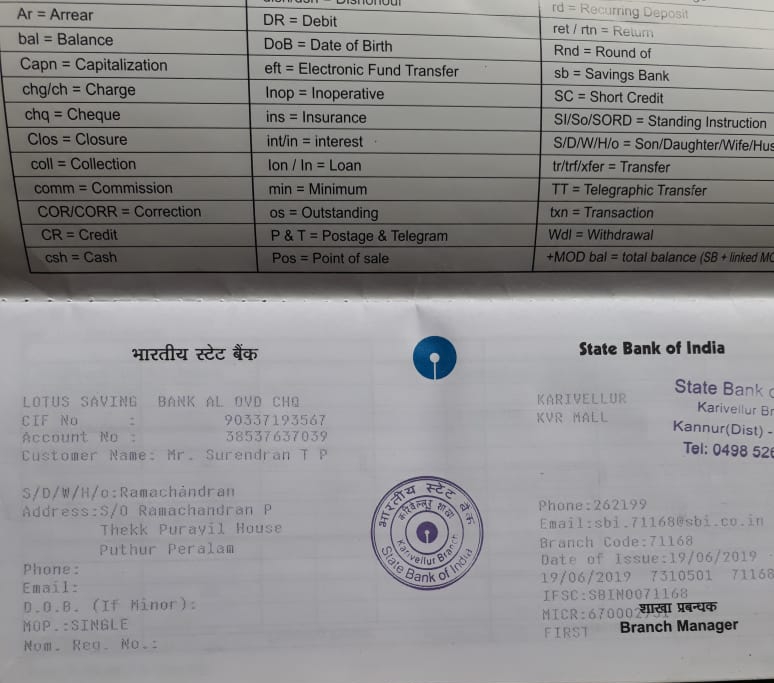 Ar = Arrear
bal = Balance
Capn = Capitalization
chg/ch = Charge
chq = Cheque
Clos = Closure
coll = Collection
comm = Commission
COR/CORR = Correction
CR = Credit
csh = Cash
DR = Debit
DoB = Date of Birth
eft = Electronic Fund Transfer
Inop = Inoperative
ins = Insurance
int/in = interest
lon / ln = Loan
min = Minimum
os = Outstanding
P & T = Postage & Telegram
Pos = Point of sale
rd = Recurring Deposit
ret / rtn = Return
Rnd = Round of
sb = Savings Bank
SC = Short Credit
SI/So/SORD = Standing Instruction
S/D/W/H/o = Son/Daughter/Wife/Hus
tr/trf/xfer = Transfer
TT = Telegraphic Transfer
txn = Transaction
Wdl = Withdrawal
+MOD bal = total balance (SB + linked MO
भारतीय स्टेट बैंक
State Bank of India
LOTUS SAVING BANK AL OVD CHQ
CIF No : 90337193567
Account No : 38537637039
Customer Name: Mr. Surendran T P
S/D/W/H/o:Ramachandran
Address:S/O Ramachandran P
Thekk Purayil House
Puthur Peralam
Phone:
Email:
D.O.B. (If Minor):
MOP.:SINGLE
Nom. Reg. No.:
भारतीय स्टेट बैंक
करिवेल्लूर शाखा
Karivellur Branch
State Bank of India
KARIVELLUR
KVR MALL
State Bank
Karivellur Br
Kannur(Dist) -
Tel: 0498 526
Phone:262199
Email:sbi.71168@sbi.co.in
Branch Code:71168
Date of Issue:19/06/2019
19/06/2019 7310501 71168
IFSC:SBIN0071168
MICR:670002
शाखा प्रबन्धक
FIRST
Branch Manager